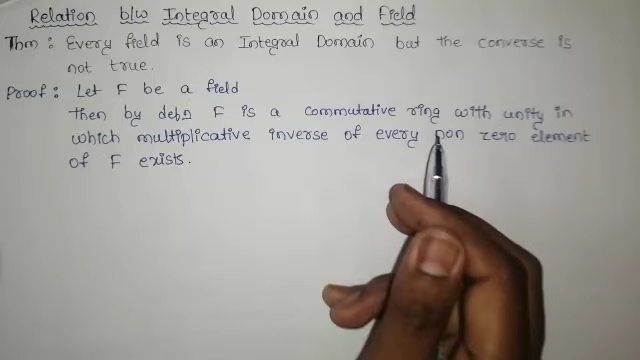 Relation b/w Integral Domain and Field
Thm : Every field is an Integral Domain but the converse is
not true.
Proof : Let F be a field
then by defn F is a commutative ring with unity in
which multiplicative inverse of every non zero element
of F exists.